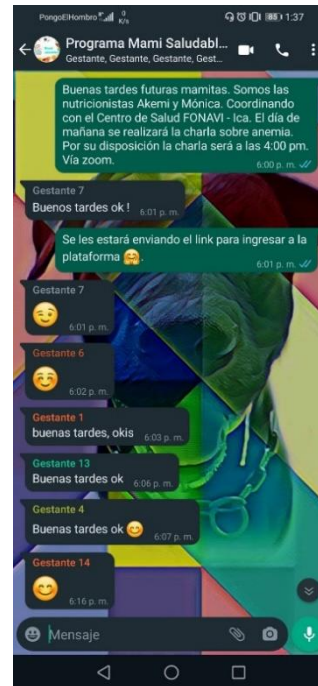 PongoElHombro
0
K/s
85
1:37
Programa Mami Saludabl...
Gestante, Gestante, Gestante, Gest...
Buenas tardes futuras mamitas. Somos las
nutricionistas Akemi y Mónica. Coordinando
con el Centro de Salud FONAVI - Ica. El día de
mañana se realizará la charla sobre anemia.
Por su disposición la charla será a las 4:00 pm.
Vía zoom.
6:00 p. m.
Gestante 7
Buenos tardes ok !
6:01 p. m.
Se les estará enviando el link para ingresar a la
plataforma 🤗.
6:01 p. m.
Gestante 7
😉
6:01 p. m.
Gestante 6
☺️
6:02 p. m.
Gestante 1
buenas tardes, okis
6:03 p. m.
Gestante 13
Buenas tardes ok
6:06 p. m.
Gestante 4
Buenas tardes ok 😊
6:07 p. m.
Gestante 14
😊
6:16 p. m.
Mensaje